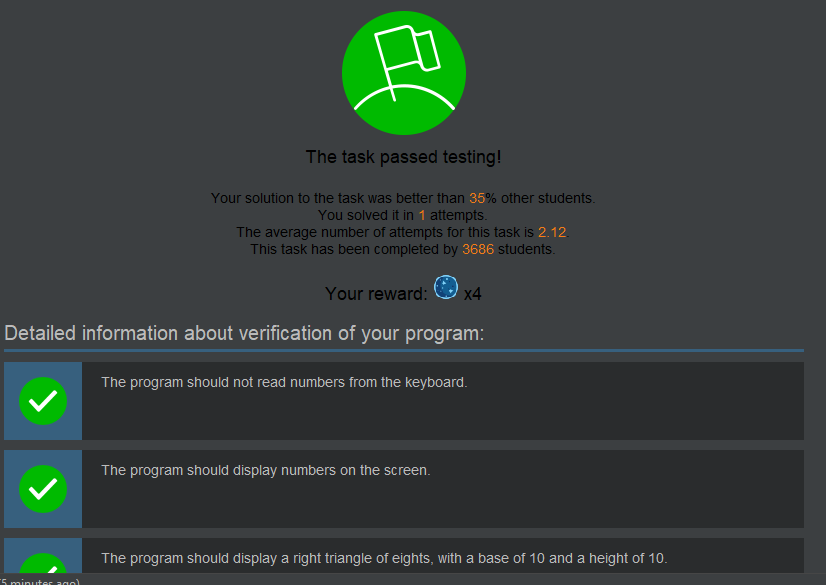 The task passed testing!
Your solution to the task was better than 35% other students.
You solved it in 1 attempts.
The average number of attempts for this task is 2.12
This task has been completed by 3686 students.
Your reward: x4
Detailed information about verification of your program:
The program should not read numbers from the keyboard.
The program should display numbers on the screen.
The program should display a right triangle of eights, with a base of 10 and a height of 10.
5 minutes ago)